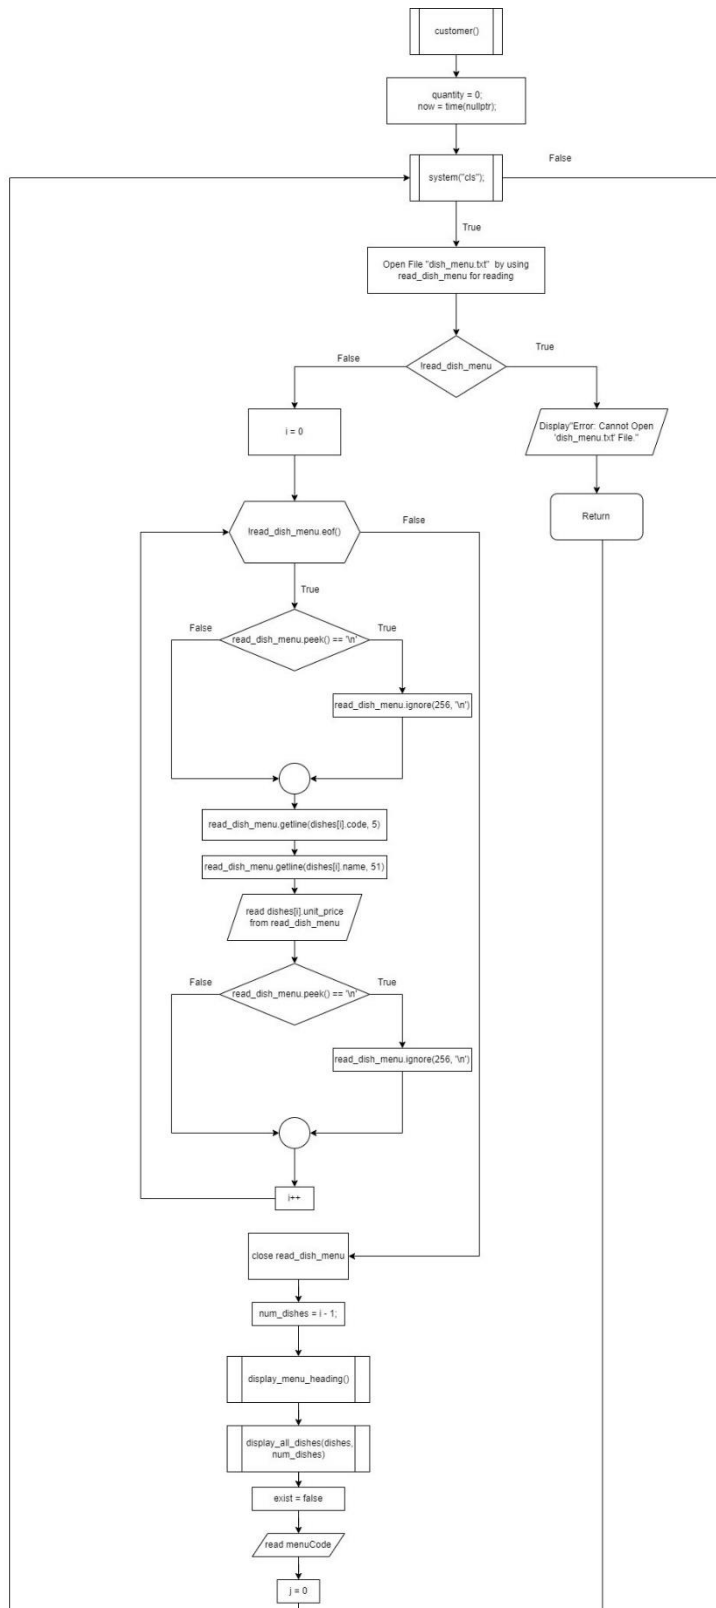 customer()
quantity = 0;
now = time(nullptr);
False
system("cls");
True
Open File "dish_menu.txt" by using
read_dish_menu for reading
False
!read_dish_menu
True
i = 0
Display"Error: Cannot Open
'dish_menu.txt' File."
!read_dish_menu.eof()
False
Return
True
False
read_dish_menu.peek() == '\n'
True
read_dish_menu.ignore(256, '\n')
read_dish_menu.getline(dishes[i].code, 5)
read_dish_menu.getline(dishes[i].name, 51)
read dishes[i].unit_price
from read_dish_menu
False
read_dish_menu.peek() == '\n'
True
read_dish_menu.ignore(256, '\n')
i++
close read_dish_menu
num_dishes = i - 1;
display_menu_heading()
display_all_dishes(dishes,
num_dishes)
exist = false
read menuCode
j = 0